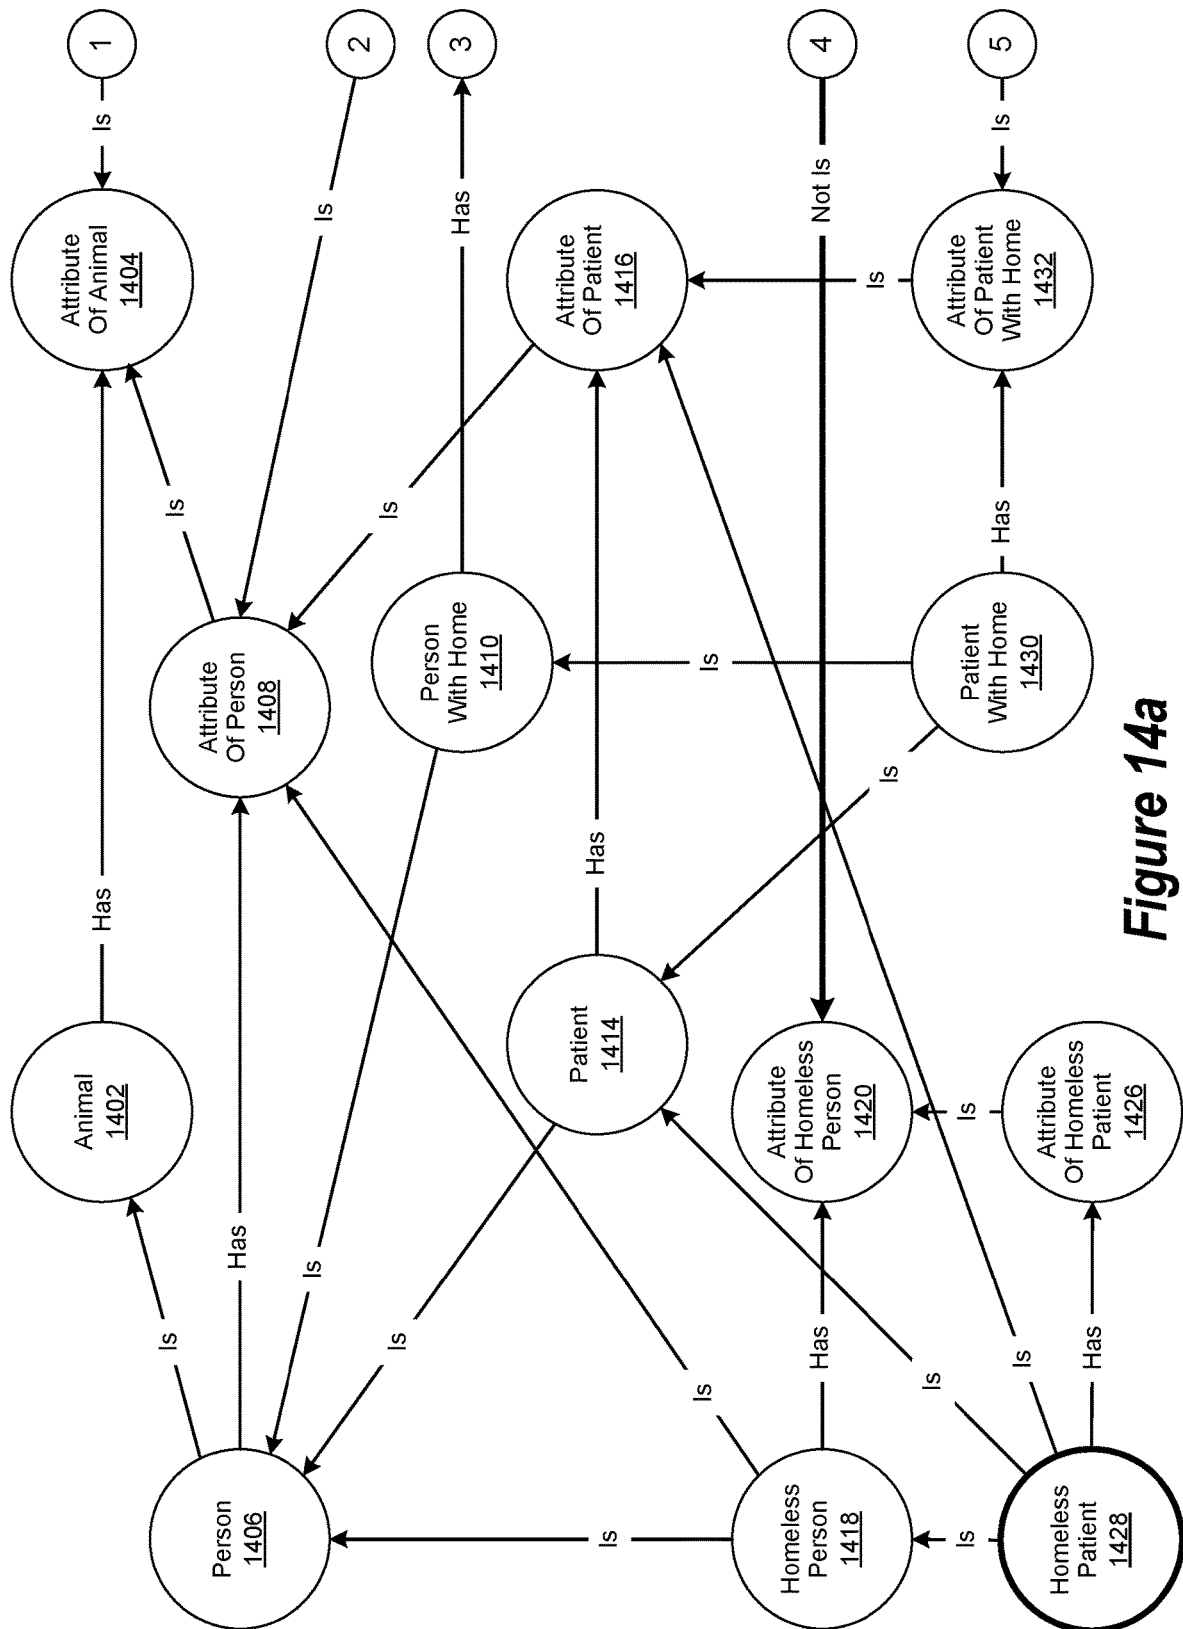 Animal
1402
Has
Attribute
Of Animal
1404
Is
1
Is
Is
Person
1406
Has
Attribute
Of Person
1408
Is
2
Is
Is
Is
Person
With Home
1410
Has
3
Is
Patient
1414
Has
Attribute
Of Patient
1416
Is
Is
Is
Homeless
Person
1418
Has
Attribute
Of Homeless
Person
1420
Not Is
4
Is
Is
Is
Is
Is
Is
Homeless
Patient
1428
Has
Attribute
Of Homeless
Patient
1426
Patient
With Home
1430
Has
Attribute
Of Patient
With Home
1432
Is
5
Figure 14a